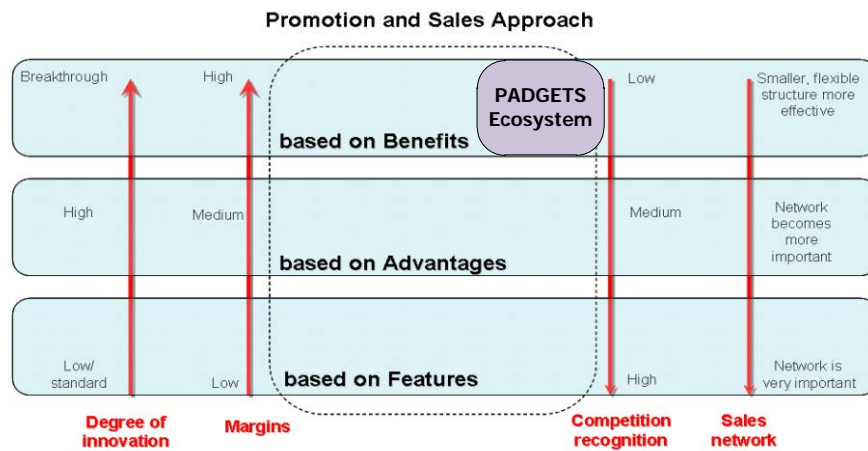 Promotion and Sales Approach
Breakthrough
High
PADGETS
Ecosystem
Low
Smaller, flexible
structure more
effective
based on Benefits
High
Medium
Medium
Network
becomes
more
important
based on Advantages
Low/
standard
Low
based on Features
High
Network is
very important
Degree of
innovation
Margins
Competition
recognition
Sales
network